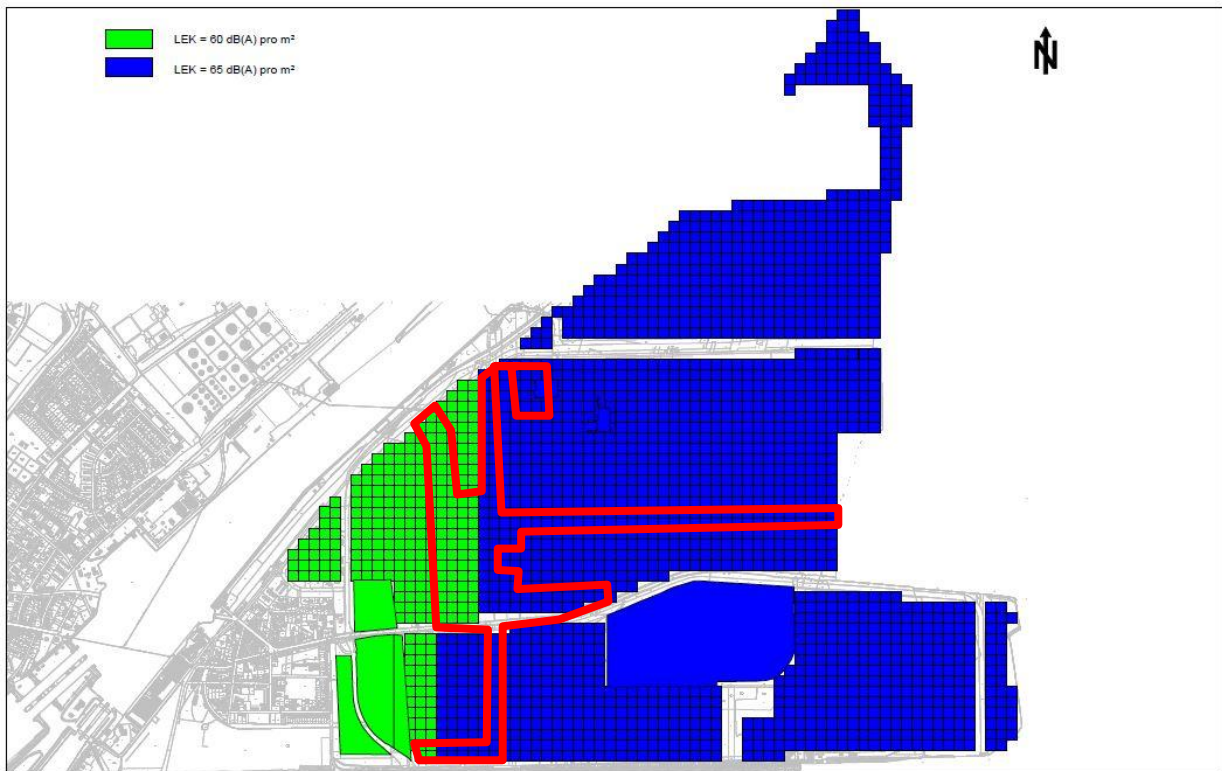 LEK = 60 dB(A) pro m²
LEK = 65 dB(A) pro m²
N